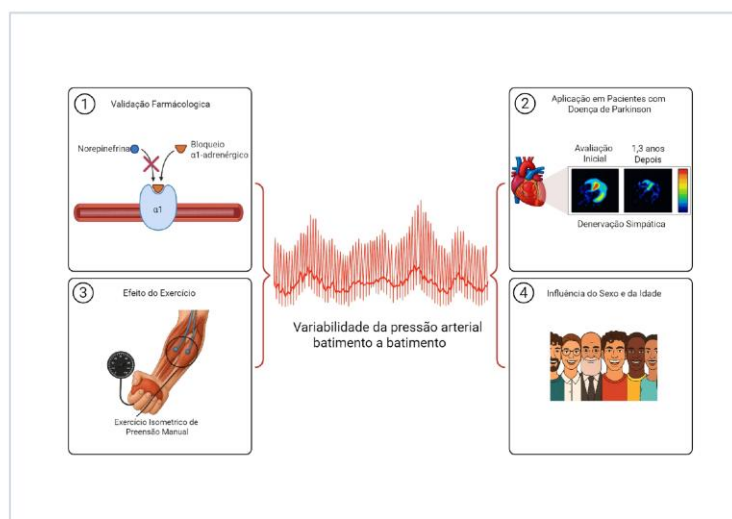 1
Validação Farmácologica
Norepinefrina
Bloqueio
α1-adrenérgico
α1
2
Aplicação em Pacientes com
Doença de Parkinson
Avaliação
Inicial
1,3 anos
Depois
Denervação Simpática
3
Efeito do Exercício
Exercício Isometrico de
Preensão Manual
Variabilidade da pressão arterial
batimento a batimento
4
Influência do Sexo e da Idade